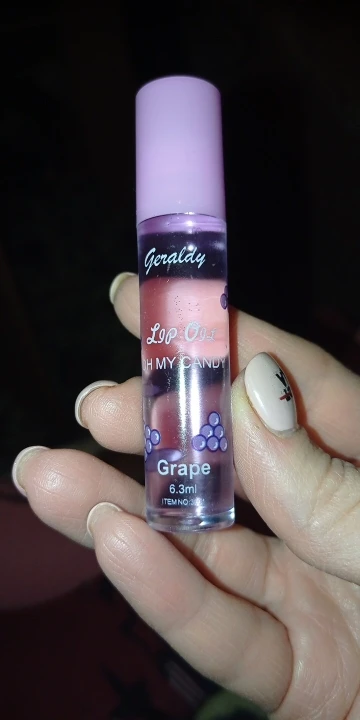 Geraldy
Lip Oil
H MY CANDY
Grape
6.3ml
ITEM NO: